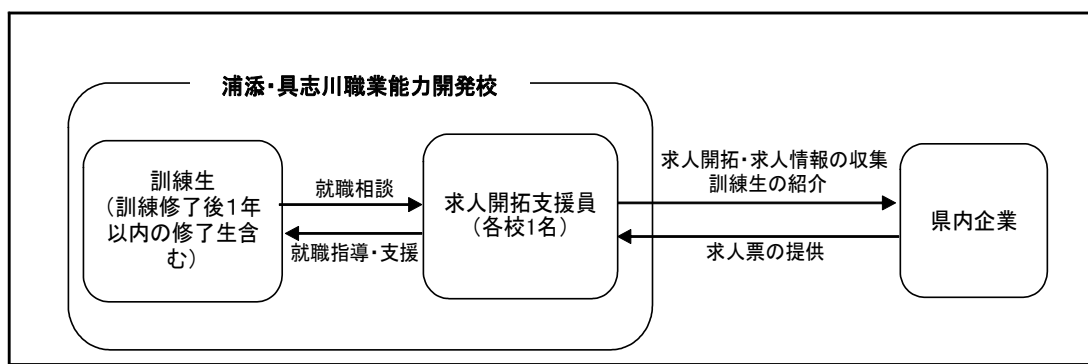 浦添・具志川職業能力開発校
訓練生
（訓練修了後１年
以内の修了生含
む）
就職相談
就職指導・支援
求人開拓支援員
（各校1名）
求人開拓・求人情報の収集
訓練生の紹介
求人票の提供
県内企業